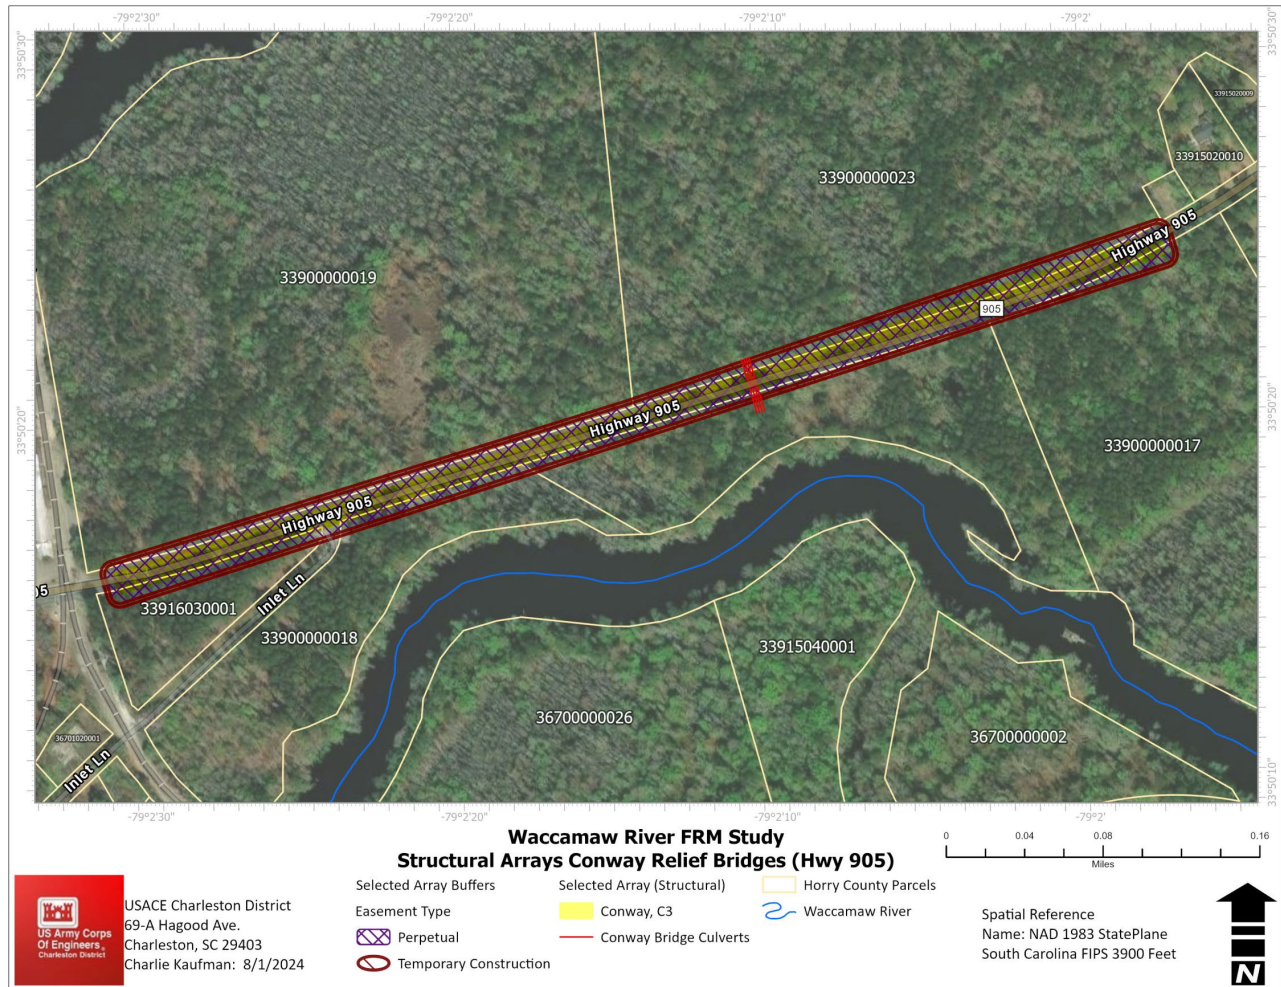 -79°2'30"
-79°2'20"
-79°2'10"
-79°2'
33°50'30"
33°50'30"
33915020009
33915020010
33900000023
Highway 905
33900000019
905
33°50'20"
33°50'20"
Highway 905
33900000017
Highway 905
05
33916030001
Inlet Ln
33900000018
33915040001
36700000026
36700000002
36701020001
Inlet Ln
33°50'10"
-79°2'30"
-79°2'20"
-79°2'10"
-79°2'
Waccamaw River FRM Study
Structural Arrays Conway Relief Bridges (Hwy 905)
0 0.04 0.08 0.16
Miles
US Army Corps
Of Engineers®
Charleston District
USACE Charleston District
69-A Hagood Ave.
Charleston, SC 29403
Charlie Kaufman: 8/1/2024
Selected Array Buffers
Easement Type
Perpetual
Temporary Construction
Selected Array (Structural)
Conway, C3
Conway Bridge Culverts
Horry County Parcels
Waccamaw River
Spatial Reference
Name: NAD 1983 StatePlane
South Carolina FIPS 3900 Feet
N